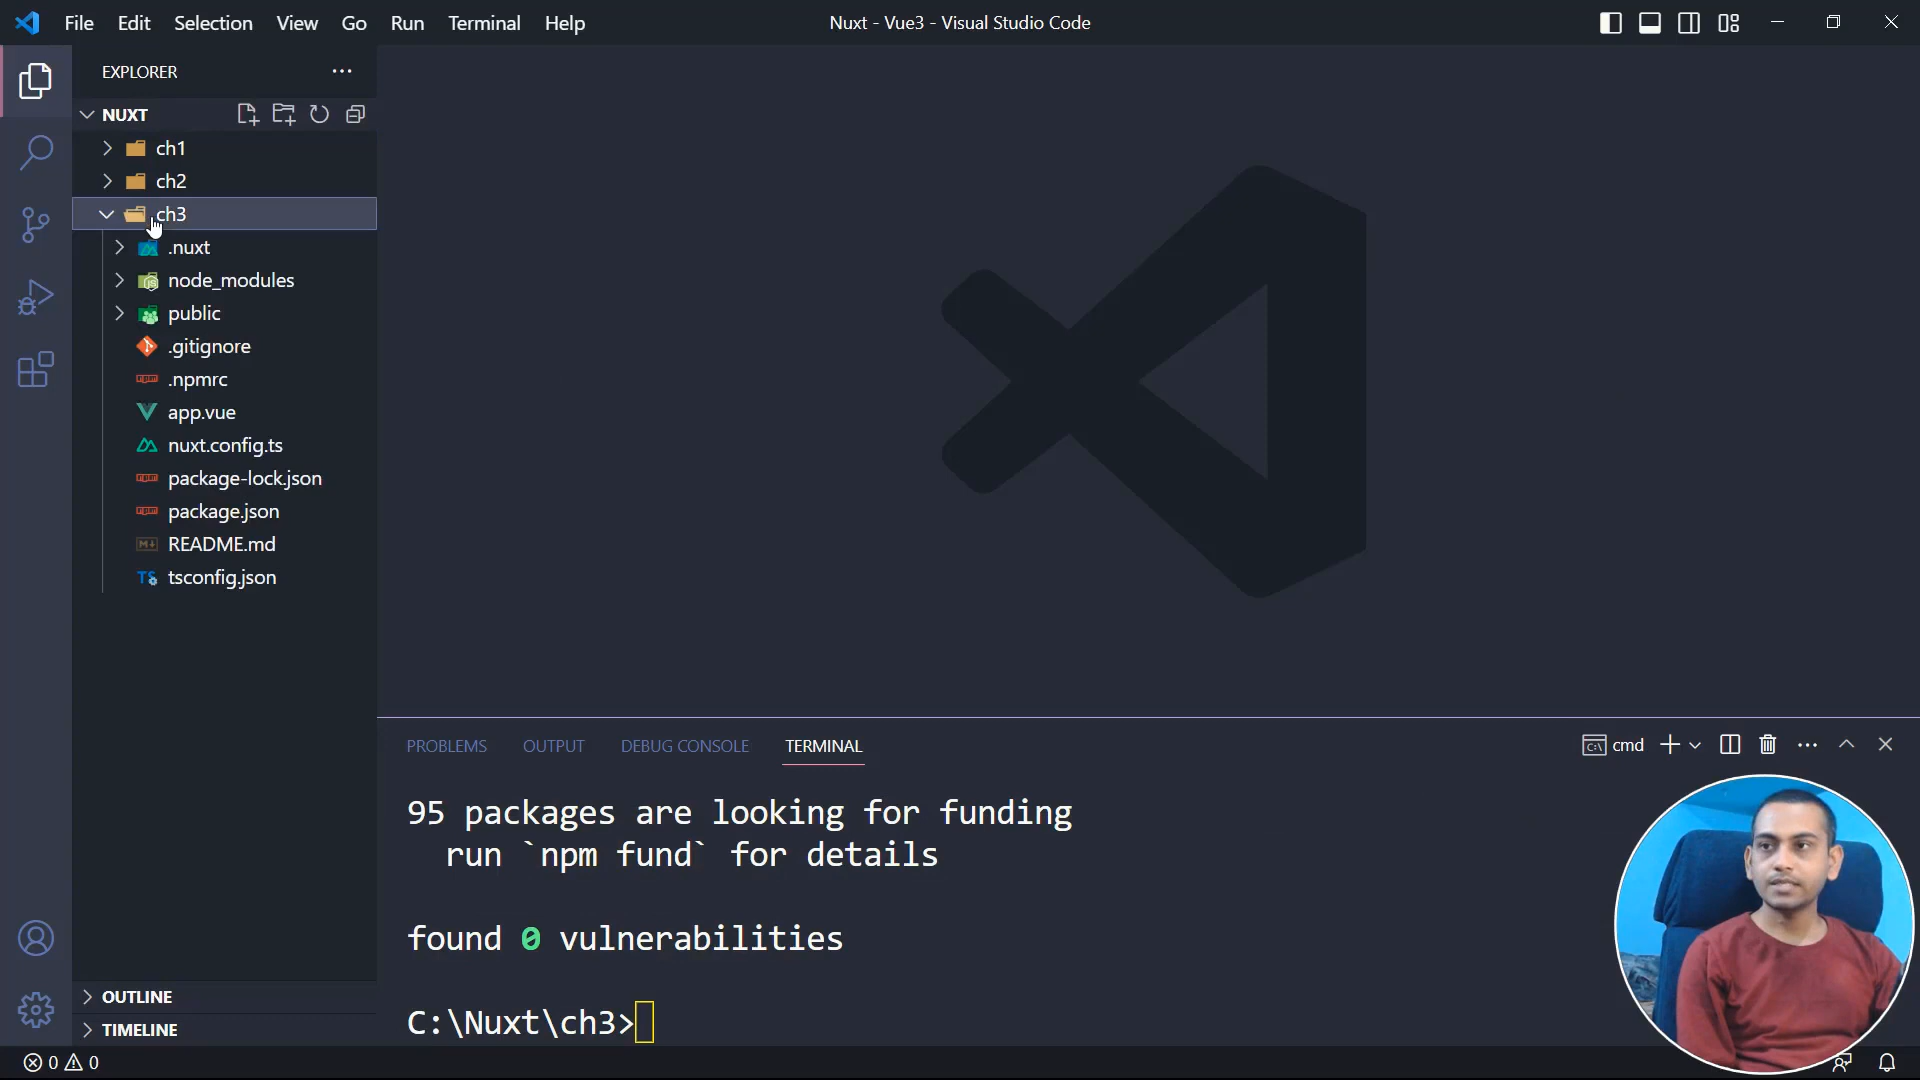 File Edit Selection View Go Run Terminal Help
Nuxt - Vue3 - Visual Studio Code
EXPLORER
NUXT
ch1
ch2
ch3
.nuxt
node_modules
public
.gitignore
.npmrc
app.vue
nuxt.config.ts
package-lock.json
package.json
README.md
tsconfig.json
OUTLINE
TIMELINE
PROBLEMS OUTPUT DEBUG CONSOLE TERMINAL
cmd
95 packages are looking for funding
run `npm fund` for details
found 0 vulnerabilities
C:\Nuxt\ch3>
0 0